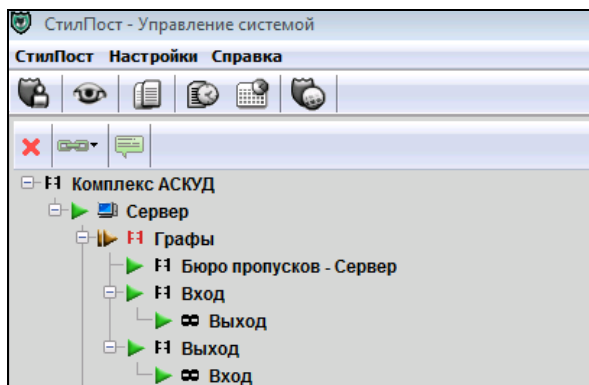 СтилПост - Управление системой
СтилПост Настройки Справка
Комплекс АСКУД
Сервер
Графы
Бюро пропусков - Сервер
Вход
Выход
Выход
Вход